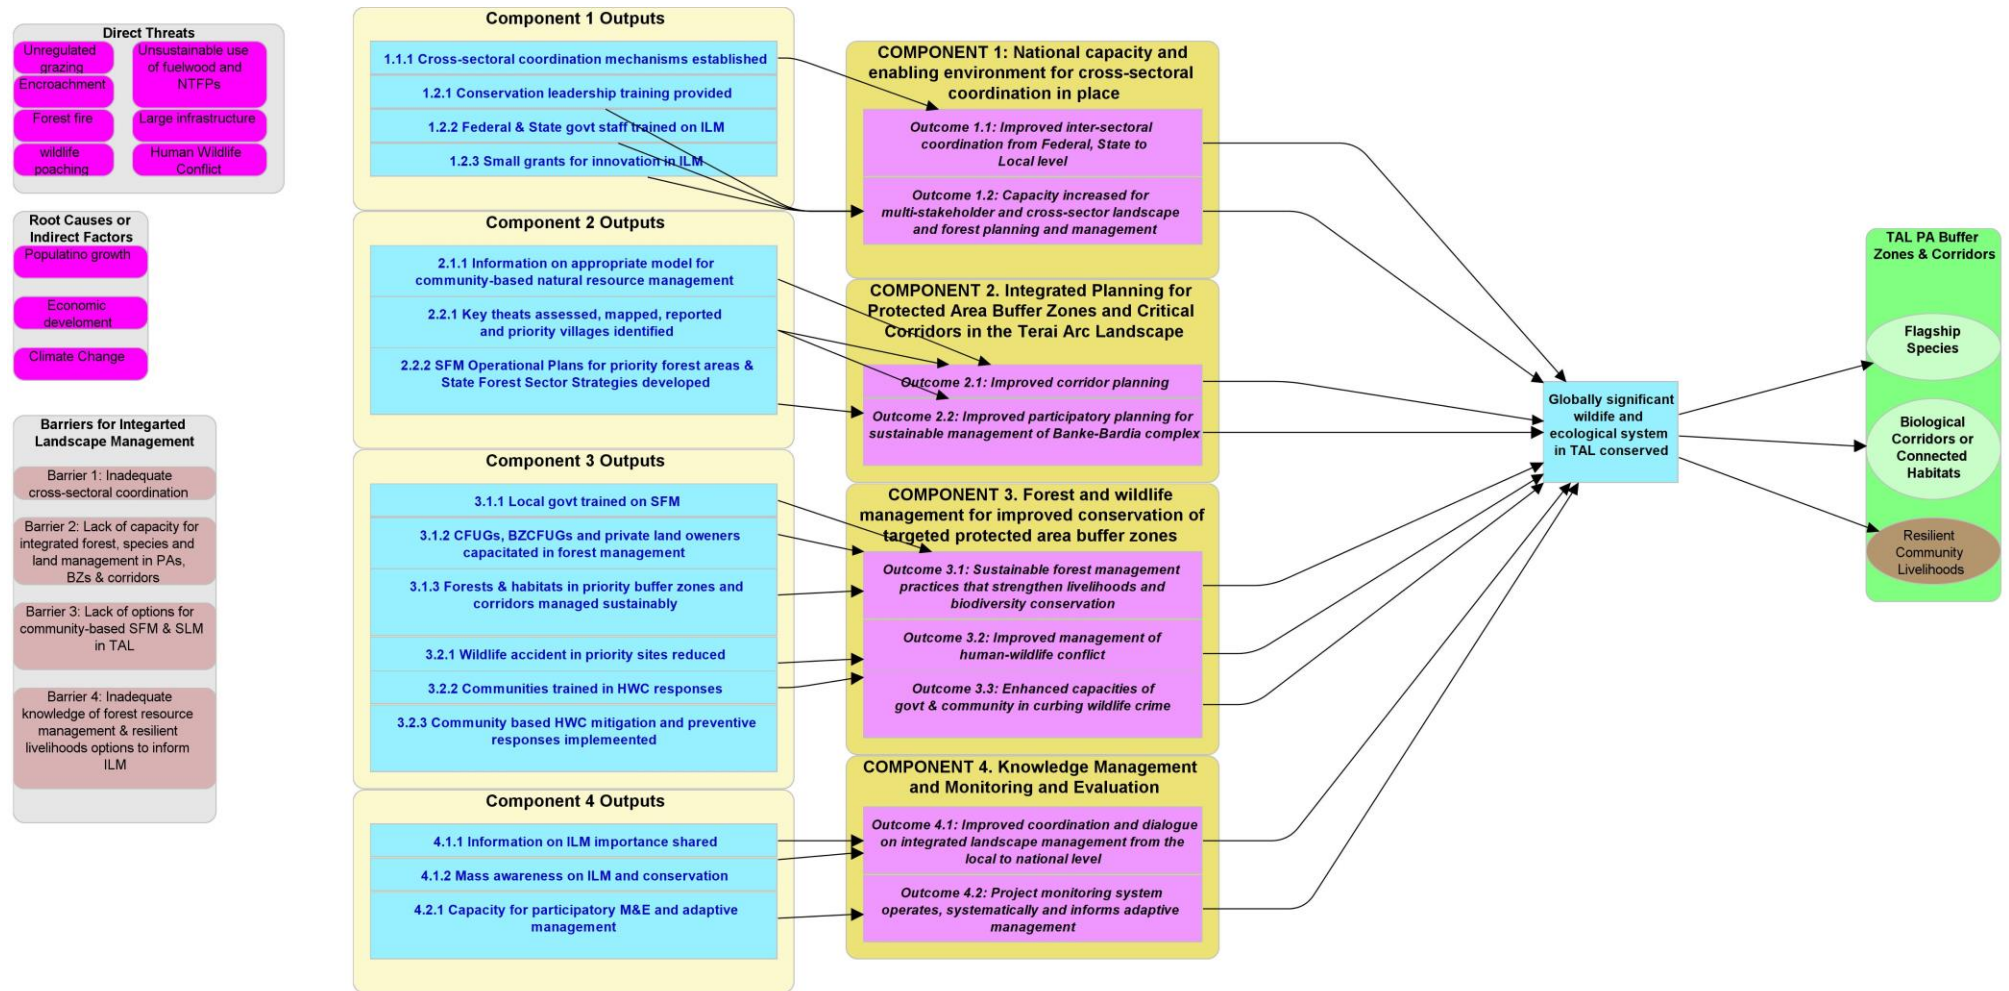 Direct Threats
Unregulated
grazing
Unsustainable use
of fuelwood and
NTFPs
Encroachment
Forest fire
Large infrastructure
wildlife
poaching
Human Wildlife
Conflict
Root Causes or
Indirect Factors
Populatino growth
Economic
develoment
Climate Change
Barriers for Integarted
Landscape Management
Barrier 1: Inadequate
cross-sectoral coordination
Barrier 2: Lack of capacity for
integrated forest, species and
land management in PAs,
BZs & corridors
Barrier 3: Lack of options for
community-based SFM & SLM
in TAL
Barrier 4: Inadequate
knowledge of forest resource
management & resilient
livelihoods options to inform
ILM
Component 1 Outputs
1.1.1 Cross-sectoral coordination mechanisms established
1.2.1 Conservation leadership training provided
1.2.2 Federal & State govt staff trained on ILM
1.2.3 Small grants for innovation in ILM
Component 2 Outputs
2.1.1 Information on appropriate model for
community-based natural resource management
2.2.1 Key theats assessed, mapped, reported
and priority villages identified
2.2.2 SFM Operational Plans for priority forest areas &
State Forest Sector Strategies developed
Component 3 Outputs
3.1.1 Local govt trained on SFM
3.1.2 CFUGs, BZCFUGs and private land oweners
capacitated in forest management
3.1.3 Forests & habitats in priority buffer zones and
corridors managed sustainably
3.2.1 Wildlife accident in priority sites reduced
3.2.2 Communities trained in HWC responses
3.2.3 Community based HWC mitigation and preventive
responses implemeented
Component 4 Outputs
4.1.1 Information on ILM importance shared
4.1.2 Mass awareness on ILM and conservation
4.2.1 Capacity for participatory M&E and adaptive
management
COMPONENT 1: National capacity and
enabling environment for cross-sectoral
coordination in place
Outcome 1.1: Improved inter-sectoral
coordination from Federal, State to
Local level
Outcome 1.2: Capacity increased for
multi-stakeholder and cross-sector landscape
and forest planning and management
COMPONENT 2. Integrated Planning for
Protected Area Buffer Zones and Critical
Corridors in the Terai Arc Landscape
Outcome 2.1: Improved corridor planning
Outcome 2.2: Improved participatory planning for
sustainable management of Banke-Bardia complex
COMPONENT 3. Forest and wildlife
management for improved conservation of
targeted protected area buffer zones
Outcome 3.1: Sustainable forest management
practices that strengthen livelihoods and
biodiversity conservation
Outcome 3.2: Improved management of
human-wildlife conflict
Outcome 3.3: Enhanced capacities of
govt & community in curbing wildlife crime
COMPONENT 4. Knowledge Management
and Monitoring and Evaluation
Outcome 4.1: Improved coordination and dialogue
on integrated landscape management from the
local to national level
Outcome 4.2: Project monitoring system
operates, systematically and informs adaptive
management
Globally significant
wildife and
ecological system
in TAL conserved
TAL PA Buffer
Zones & Corridors
Flagship
Species
Biological
Corridors or
Connected
Habitats
Resilient
Community
Livelihoods